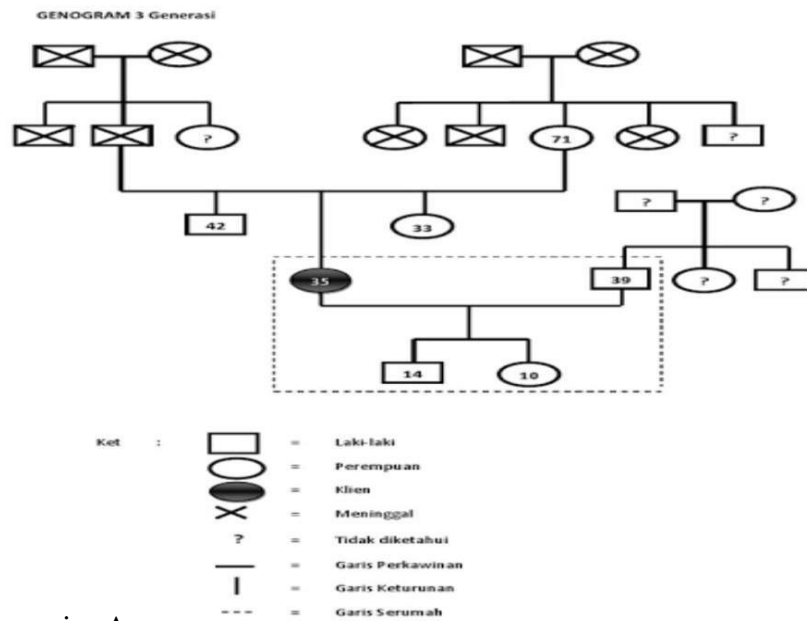 GENOGRAM 3 Generasi
?
71
?
42
33
?
?
35
39
?
?
14
10
Ket : = Laki-laki
= Perempuan
= Klien
= Meninggal
? = Tidak diketahui
= Garis Perkawinan
= Garis Keturunan
= Garis Serumah